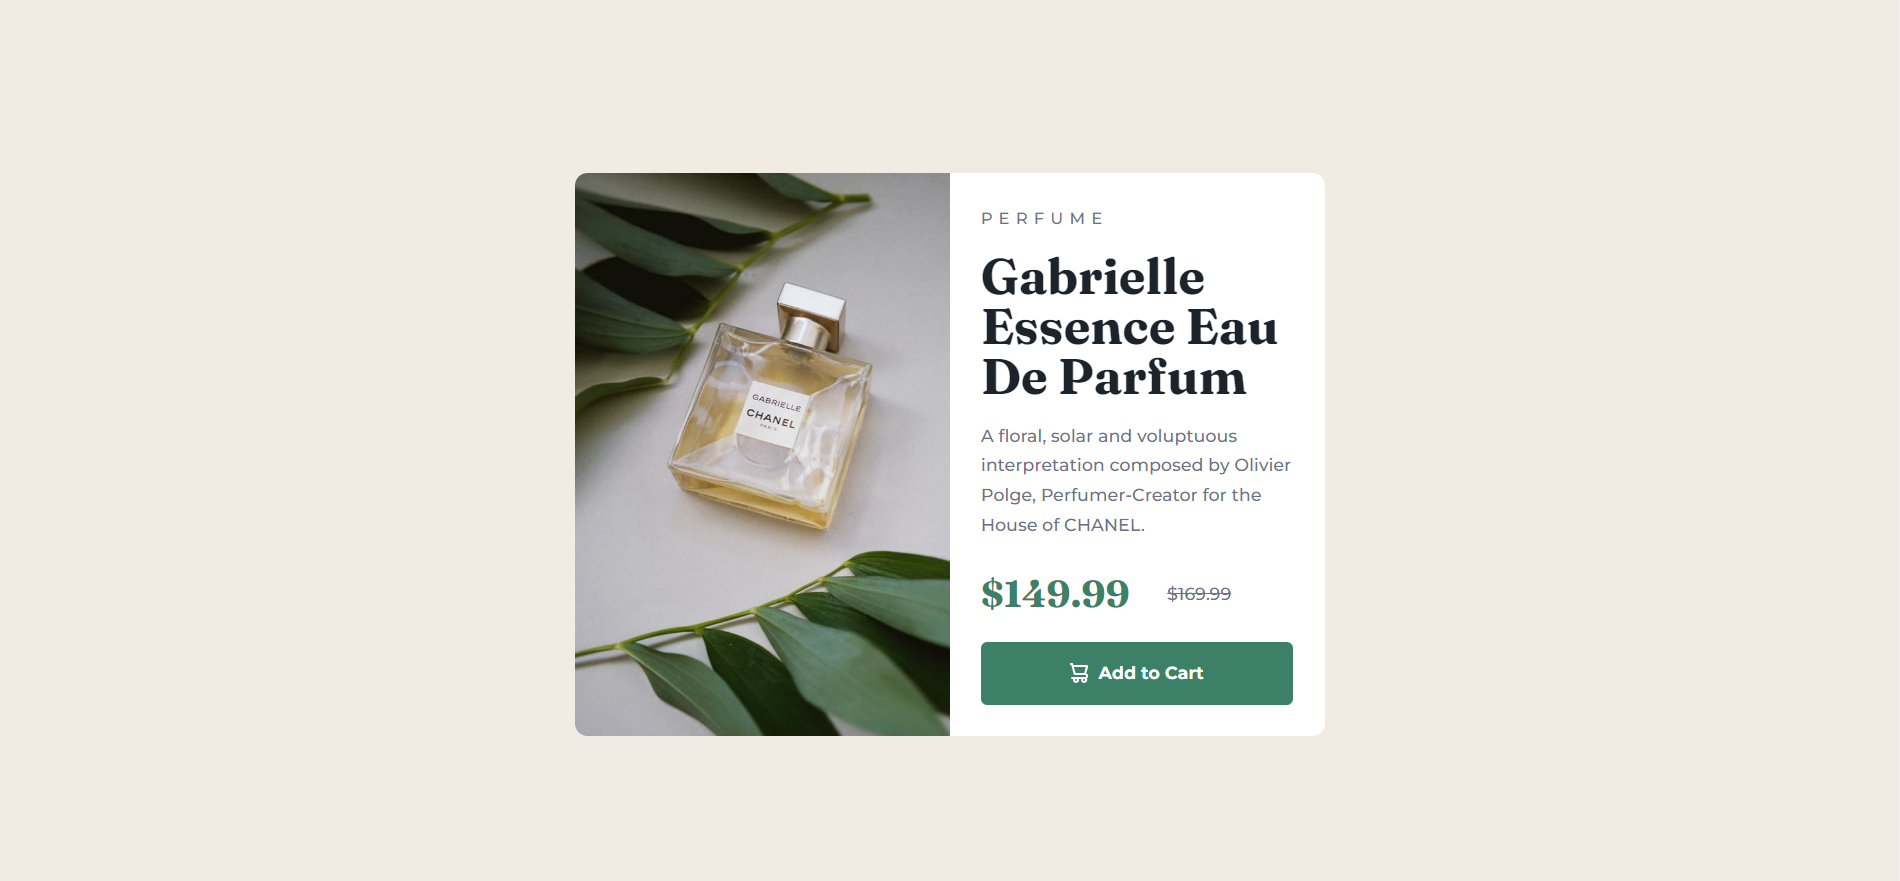 GABRIELLE
CHANEL
PARIS
PERFUME
Gabrielle
Essence Eau
De Parfum
A floral, solar and voluptuous
interpretation composed by Olivier
Polge, Perfumer-Creator for the
House of CHANEL.
$149.99 $169.99
Add to Cart